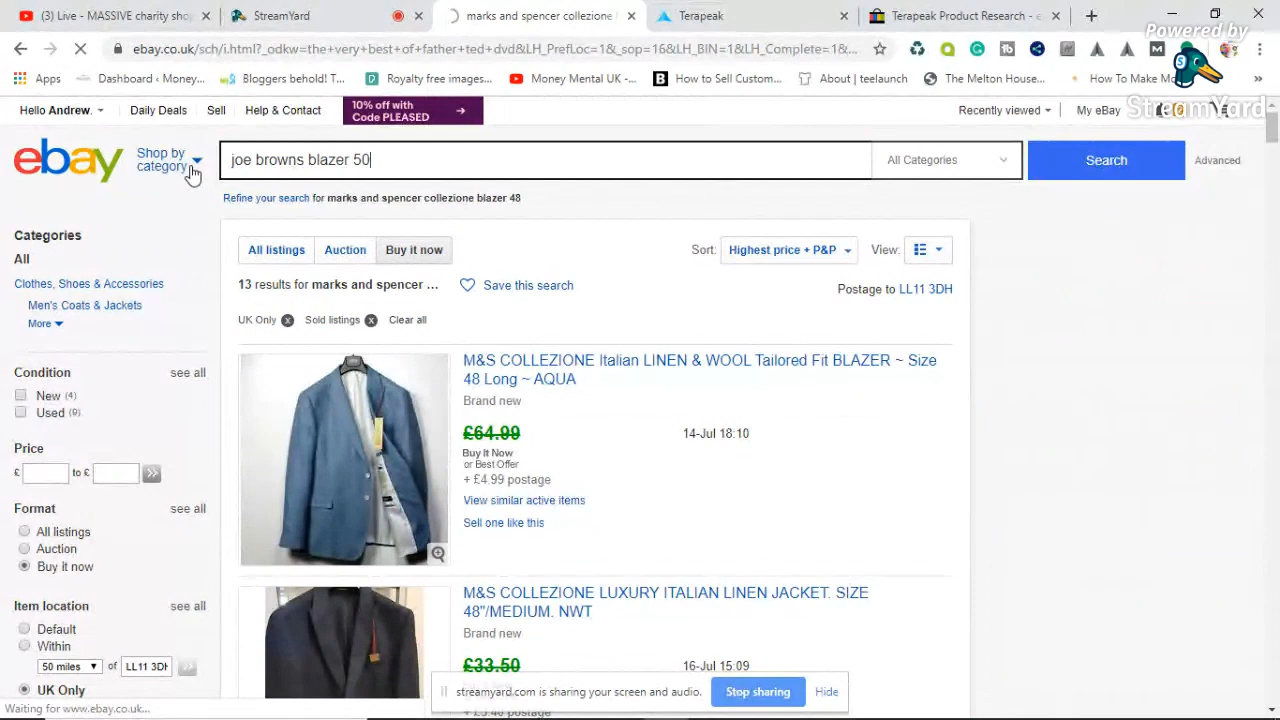 (3) Live - MASSIVE charity shop
StreamYard
marks and spencer collezione
Terapeak
Terapeak Product Research - e
Powered by
StreamYard
ebay.co.uk/sch/i.html?_odkw=the+very+best+of+father+ted+dvd&LH_PrefLoc=1&_sop=16&LH_BIN=1&LH_Complete=1&...
Apps
Dashboard ‹ Money...
Bloggers behold! T...
Royalty free images...
Money Mental UK -...
How to Sell Custom...
About | teelaunch
The Melton House...
How To Make Mo
Hello Andrew.
Daily Deals
Sell
Help & Contact
10% off with
Code PLEASED
Recently viewed
My eBay
ebay
Shop by
category
joe browns blazer 50
All Categories
Search
Advanced
Refine your search for marks and spencer collezione blazer 48
Categories
All
Clothes, Shoes & Accessories
Men's Coats & Jackets
More
Condition see all
New (4)
Used (9)
Price
£ to £
Format see all
All listings
Auction
Buy it now
Item location see all
Default
Within
50 miles of LL11 3DH
UK Only
All listings
Auction
Buy it now
Sort: Highest price + P&P
View:
13 results for marks and spencer ...
Save this search
Postage to LL11 3DH
UK Only
Sold listings
Clear all
M&S COLLEZIONE Italian LINEN & WOOL Tailored Fit BLAZER ~ Size
48 Long ~ AQUA
Brand new
£64.99
14-Jul 18:10
Buy It Now
or Best Offer
+ £4.99 postage
View similar active items
Sell one like this
M&S COLLEZIONE LUXURY ITALIAN LINEN JACKET. SIZE
48"/MEDIUM. NWT
Brand new
£33.50
16-Jul 15:09
streamyard.com is sharing your screen and audio.
Stop sharing
Hide
Waiting for www.ebay.co.uk...